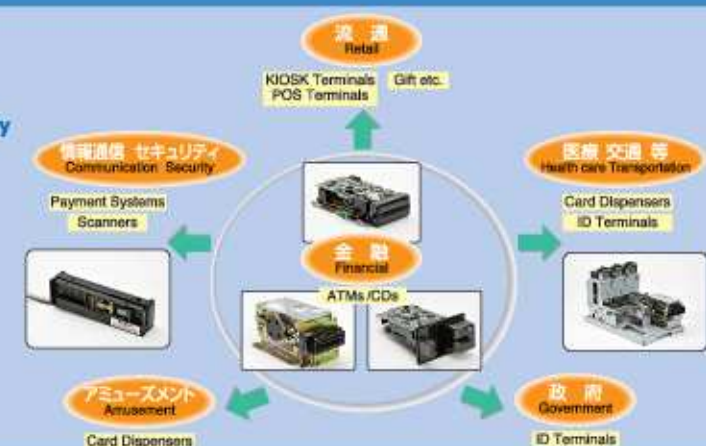 流 通
Retail
KIOSK Terminals Gift etc.
POS Terminals
y
情報通信 セキュリティ
Communication Security
医療 交通 等
Health care Transportation
Payment Systems
Scanners
Card Dispensers
ID Terminals
金 融
Financial
ATMs/CDs
アミューズメント
Amusement
Card Dispensers
政 府
Government
ID Terminals